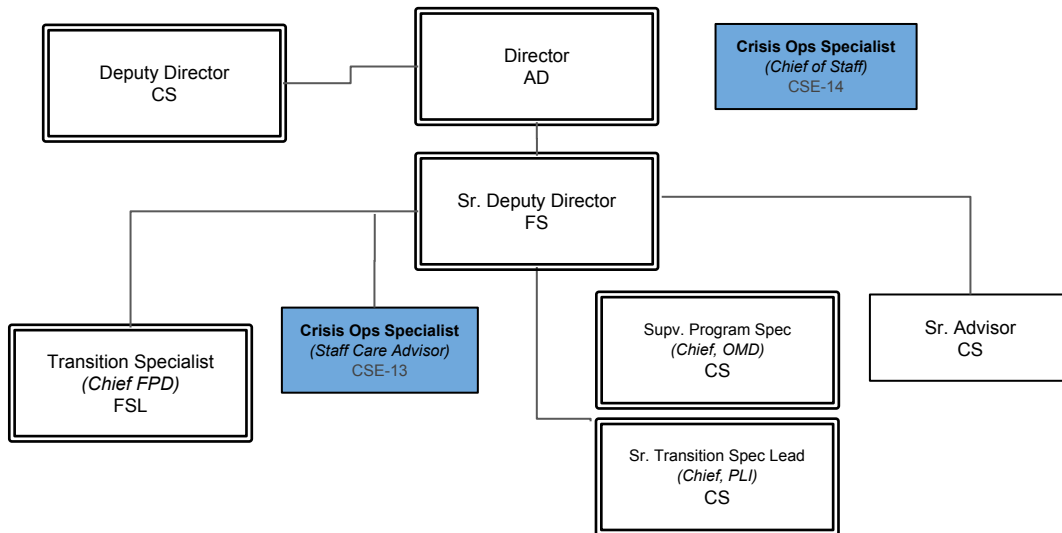 Deputy Director
CS
Director
AD
Crisis Ops Specialist
(Chief of Staff)
CSE-14
Sr. Deputy Director
FS
Transition Specialist
(Chief FPD)
FSL
Crisis Ops Specialist
(Staff Care Advisor)
CSE-13
Supv. Program Spec
(Chief, OMD)
CS
Sr. Advisor
CS
Sr. Transition Spec Lead
(Chief, PLI)
CS